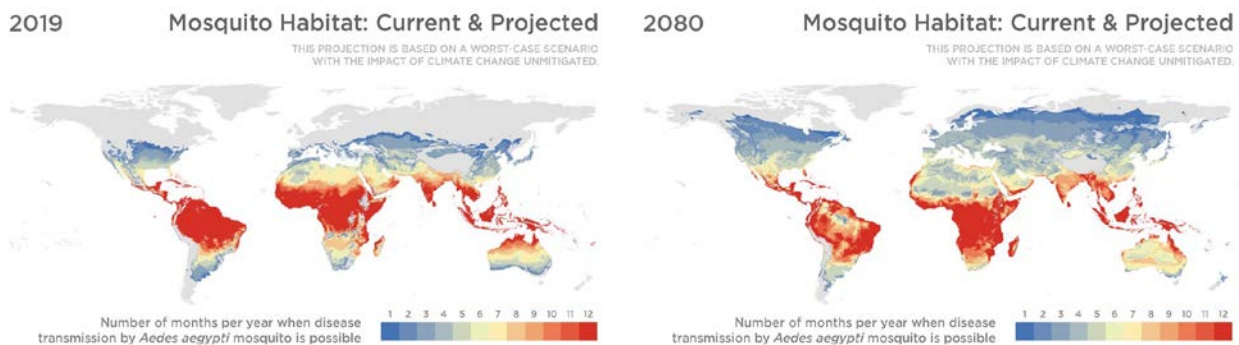 2019
Mosquito Habitat: Current & Projected
THIS PROJECTION IS BASED ON A WORST-CASE SCENARIO
WITH THE IMPACT OF CLIMATE CHANGE UNMITIGATED.
Number of months per year when disease
transmission by Aedes aegypti mosquito is possible
1 2 3 4 5 6 7 8 9 10 11 12
2080
Mosquito Habitat: Current & Projected
THIS PROJECTION IS BASED ON A WORST-CASE SCENARIO
WITH THE IMPACT OF CLIMATE CHANGE UNMITIGATED.
Number of months per year when disease
transmission by Aedes aegypti mosquito is possible
1 2 3 4 5 6 7 8 9 10 11 12